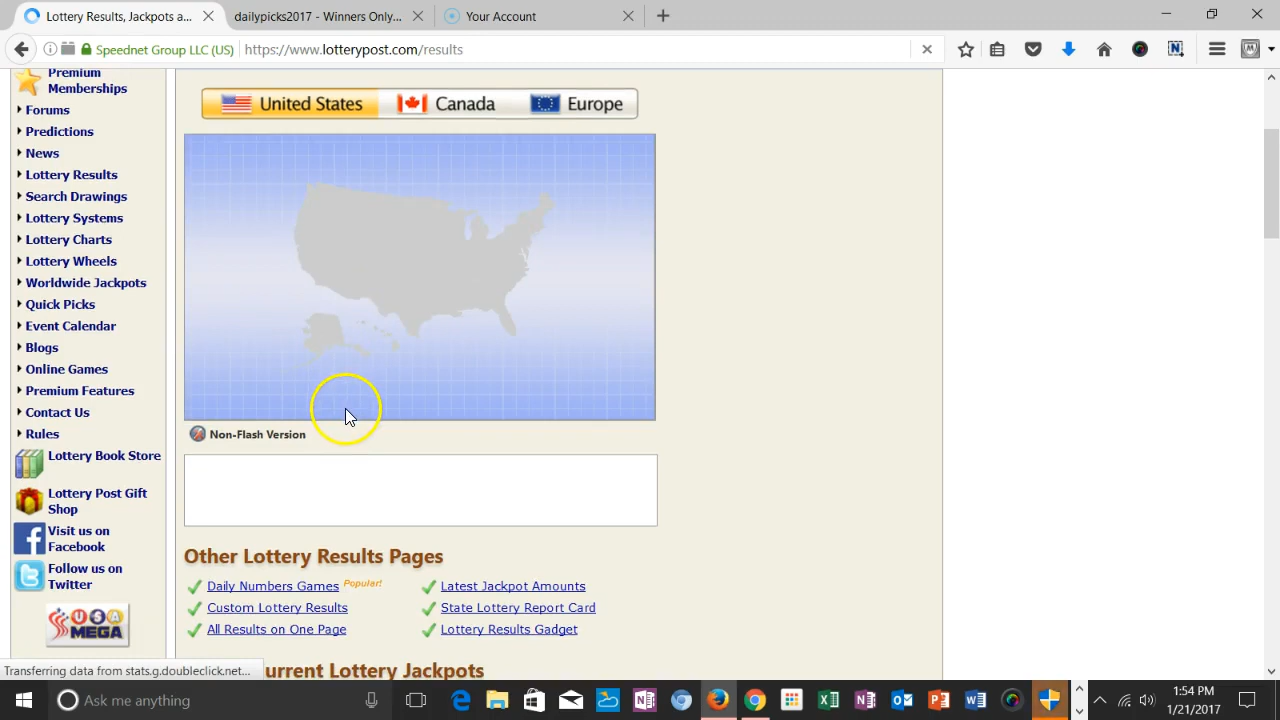 Lottery Results, Jackpots a...
dailypicks2017 - Winners Only...
Your Account
Speednet Group LLC (US)
https://www.lotterypost.com/results
Premium
Memberships
Forums
Predictions
News
Lottery Results
Search Drawings
Lottery Systems
Lottery Charts
Lottery Wheels
Worldwide Jackpots
Quick Picks
Event Calendar
Blogs
Online Games
Premium Features
Contact Us
Rules
Lottery Book Store
Lottery Post Gift
Shop
Visit us on
Facebook
Follow us on
Twitter
USA
MEGA
United States
Canada
Europe
Non-Flash Version
Other Lottery Results Pages
Daily Numbers Games Popular!
Latest Jackpot Amounts
Custom Lottery Results
State Lottery Report Card
All Results on One Page
Lottery Results Gadget
urrent Lottery Jackpots
Transferring data from stats.g.doubleclick.net...
Ask me anything
1:54 PM
1/21/2017